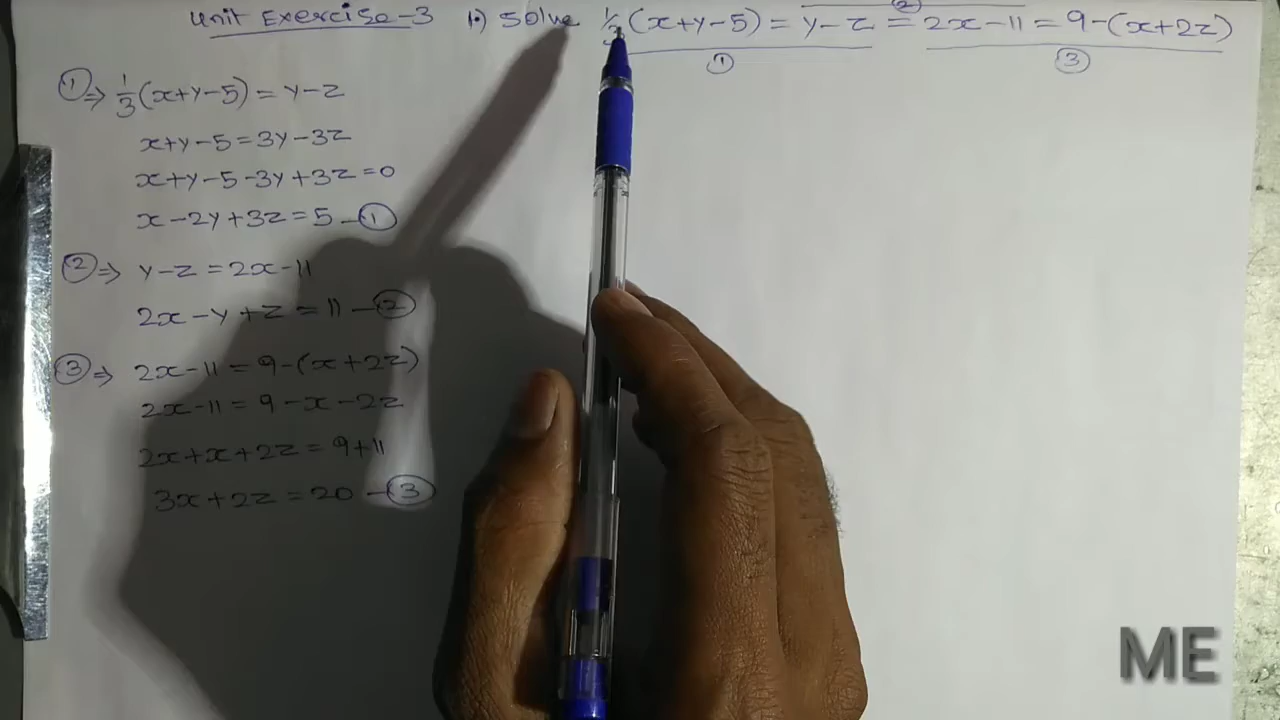 Unit Exercise-3 1.) Solve ⅓(x+y-5) = y-z = 2x-11 = 9-(x+2z)
② ① ③
①⇒ ⅓(x+y-5) = y-z
x+y-5 = 3y-3z
x+y-5-3y+3z=0
x-2y+3z=5 -①
②⇒ y-z=2x-11
2x-y+z=11 -②
③⇒ 2x-11=9-(x+2z)
2x-11=9-x-2z
2x+x+2z=9+11
3x+2z=20 -③
ME